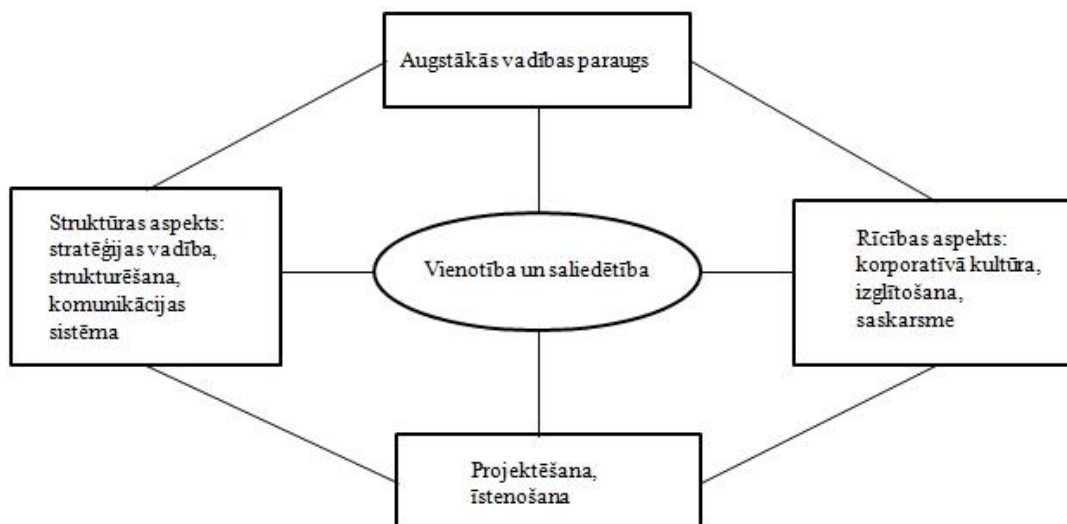 Augstākās vadības paraugs
Struktūras aspekts:
stratēģijas vadība,
strukturēšana,
komunikācijas
sistēma
Vienotība un saliedētība
Rīcības aspekts:
korporatīvā kultūra,
izglītošana,
saskarsme
Projektēšana,
īstenošana